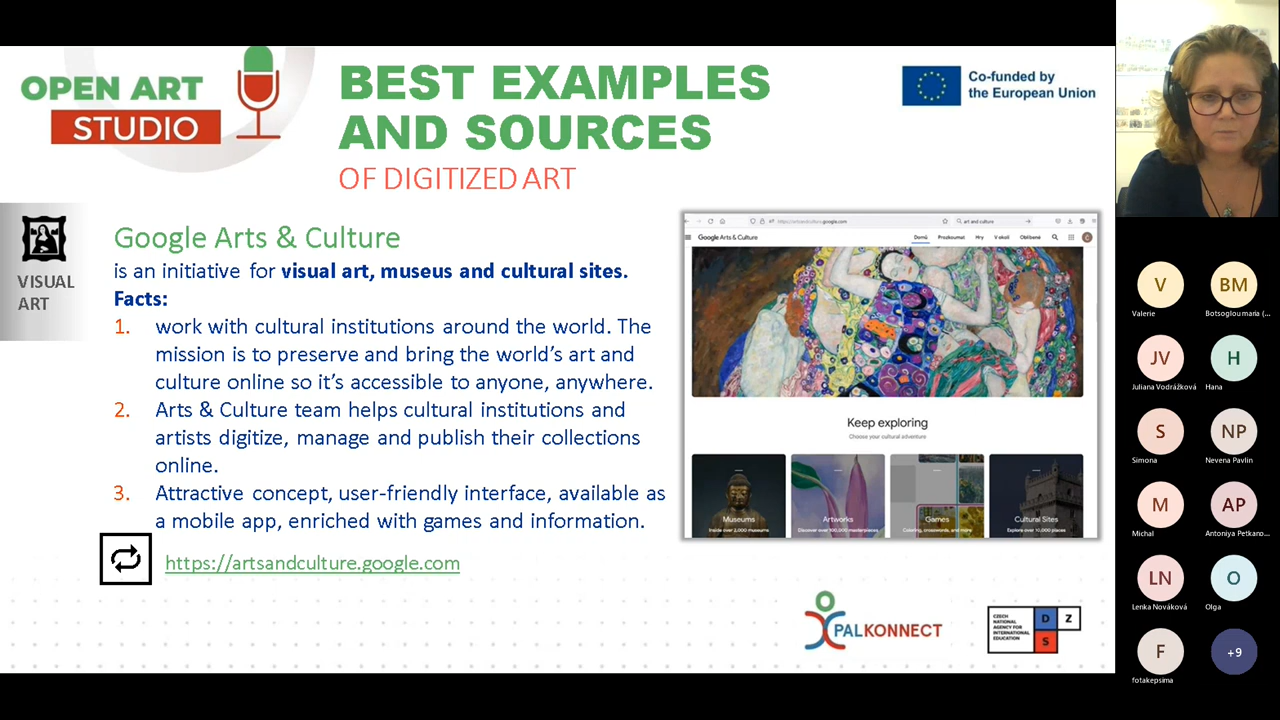 OPEN ART
STUDIO
BEST EXAMPLES
AND SOURCES
OF DIGITIZED ART
Co-funded by
the European Union
VISUAL
ART
Google Arts & Culture
is an initiative for visual art, museus and cultural sites.
Facts:
1. work with cultural institutions around the world. The
mission is to preserve and bring the world's art and
culture online so it's accessible to anyone, anywhere.
2. Arts & Culture team helps cultural institutions and
artists digitize, manage and publish their collections
online.
3. Attractive concept, user-friendly interface, available as
a mobile app, enriched with games and information.
https://artsandculture.google.com
https://artsandculture.google.com
art and culture
Google Arts & Culture
Domů Prozkoumat Hry V okolí Oblíbené
Keep exploring
Choose your cultural adventure
Museums
Inside over 2,000 museums
Artworks
Games
Coloring, crosswords, and more
Cultural Sites
Explore over 10,000 places
PALKONNECT
CZECH
NATIONAL
AGENCY FOR
INTERNATIONAL
EDUCATION
D Z
S
V
Valerie
BM
Botsogloumaria (...
JV
Juliana Vodrážková
H
Hana
S
Simona
NP
Nevena Pavlin
M
Michal
AP
Antoniya Petkano...
LN
Lenka Nováková
O
Olga
F
fotakepsima
+9